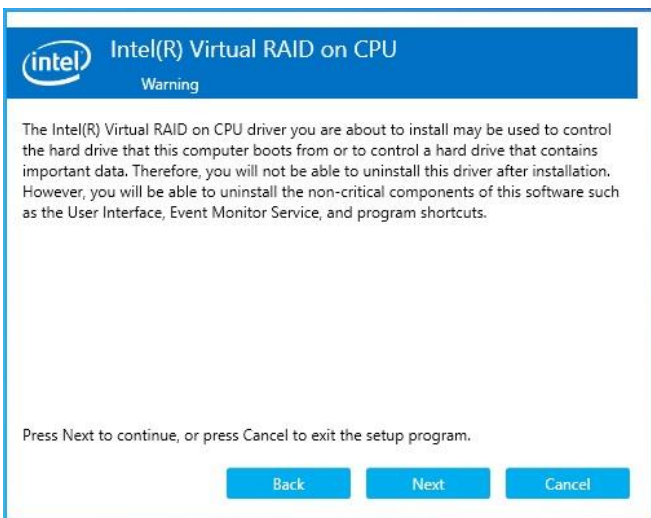 intel
Intel(R) Virtual RAID on CPU
Warning
The Intel(R) Virtual RAID on CPU driver you are about to install may be used to control
the hard drive that this computer boots from or to control a hard drive that contains
important data. Therefore, you will not be able to uninstall this driver after installation.
However, you will be able to uninstall the non-critical components of this software such
as the User Interface, Event Monitor Service, and program shortcuts.
Press Next to continue, or press Cancel to exit the setup program.
Back Next Cancel